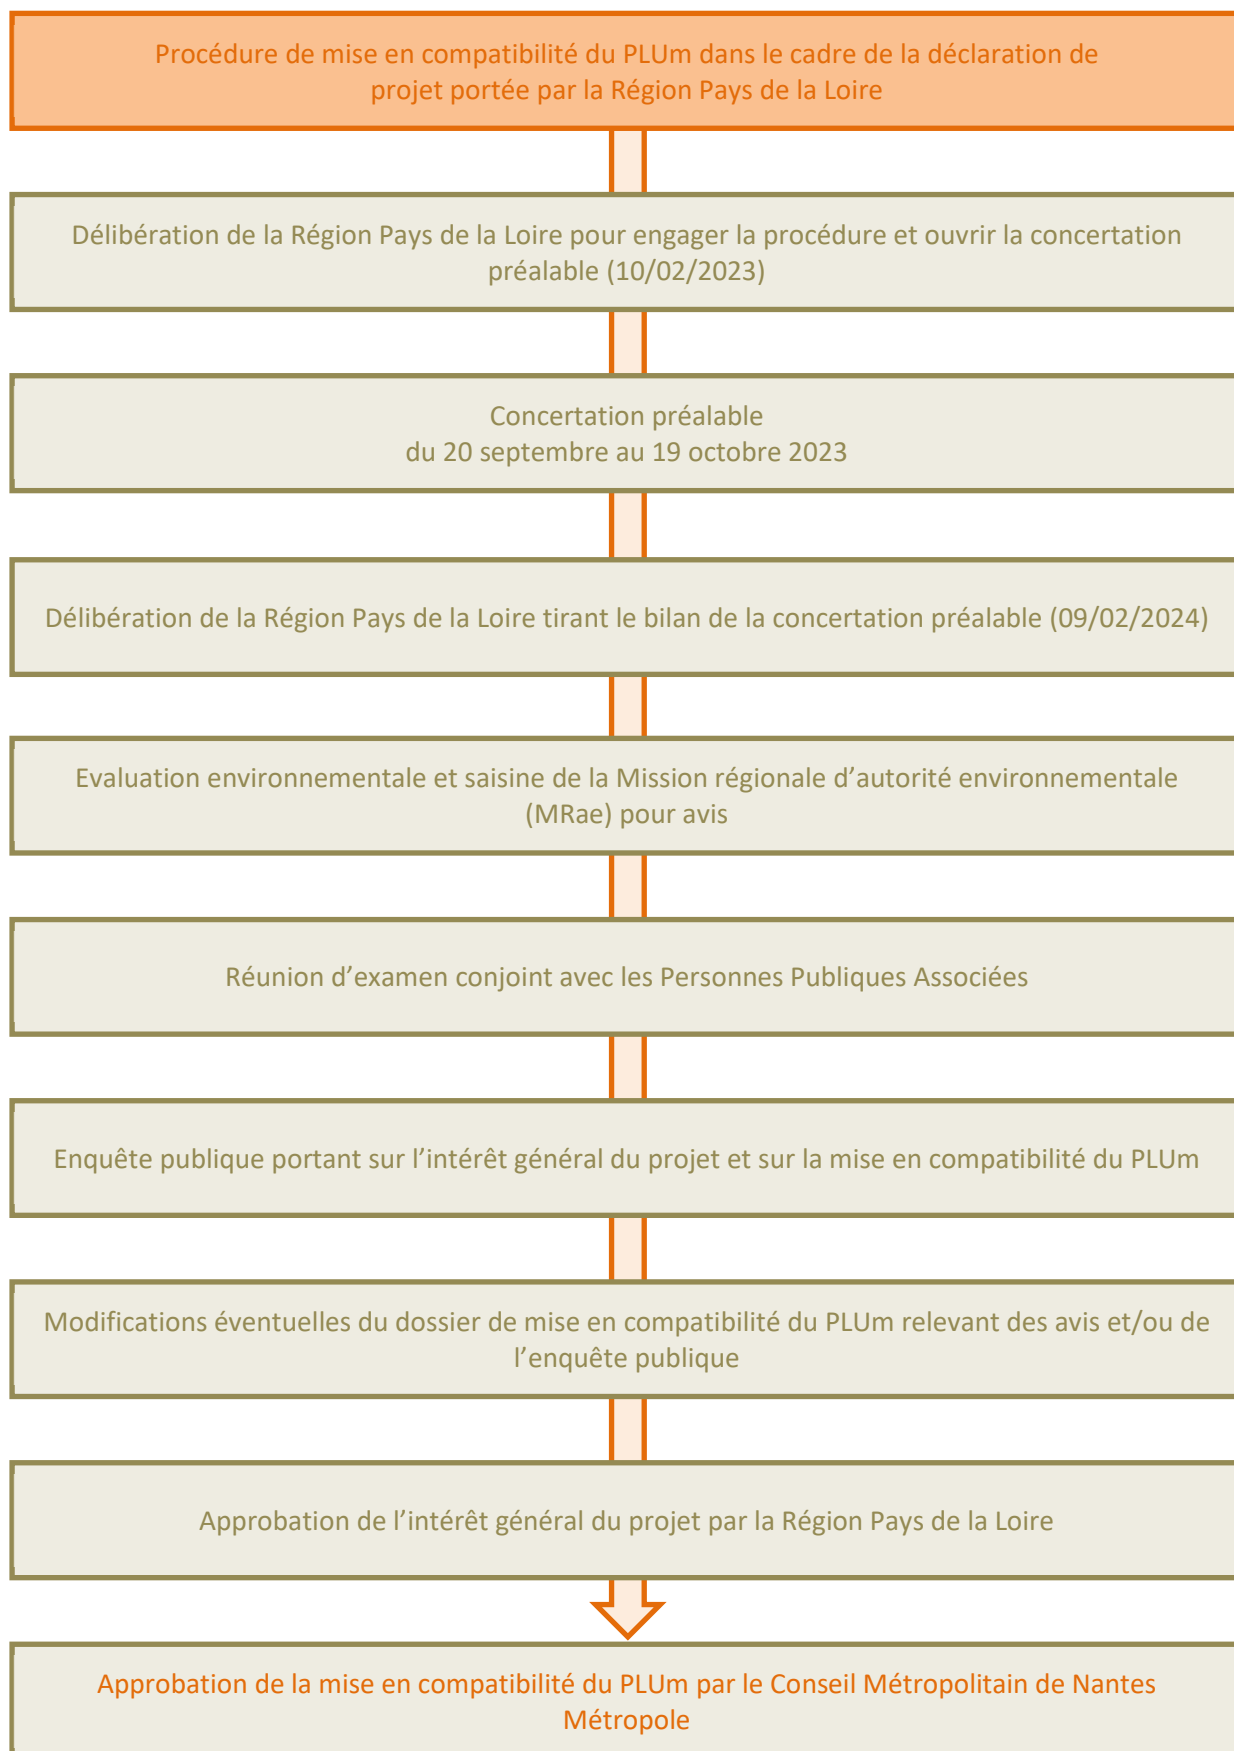 Procédure de mise en compatibilité du PLUm dans le cadre de la déclaration de
projet portée par la Région Pays de la Loire
Délibération de la Région Pays de la Loire pour engager la procédure et ouvrir la concertation
préalable (10/02/2023)
Concertation préalable
du 20 septembre au 19 octobre 2023
Délibération de la Région Pays de la Loire tirant le bilan de la concertation préalable (09/02/2024)
Evaluation environnementale et saisine de la Mission régionale d’autorité environnementale
(MRae) pour avis
Réunion d’examen conjoint avec les Personnes Publiques Associées
Enquête publique portant sur l’intérêt général du projet et sur la mise en compatibilité du PLUm
Modifications éventuelles du dossier de mise en compatibilité du PLUm relevant des avis et/ou de
l’enquête publique
Approbation de l’intérêt général du projet par la Région Pays de la Loire
Approbation de la mise en compatibilité du PLUm par le Conseil Métropolitain de Nantes
Métropole